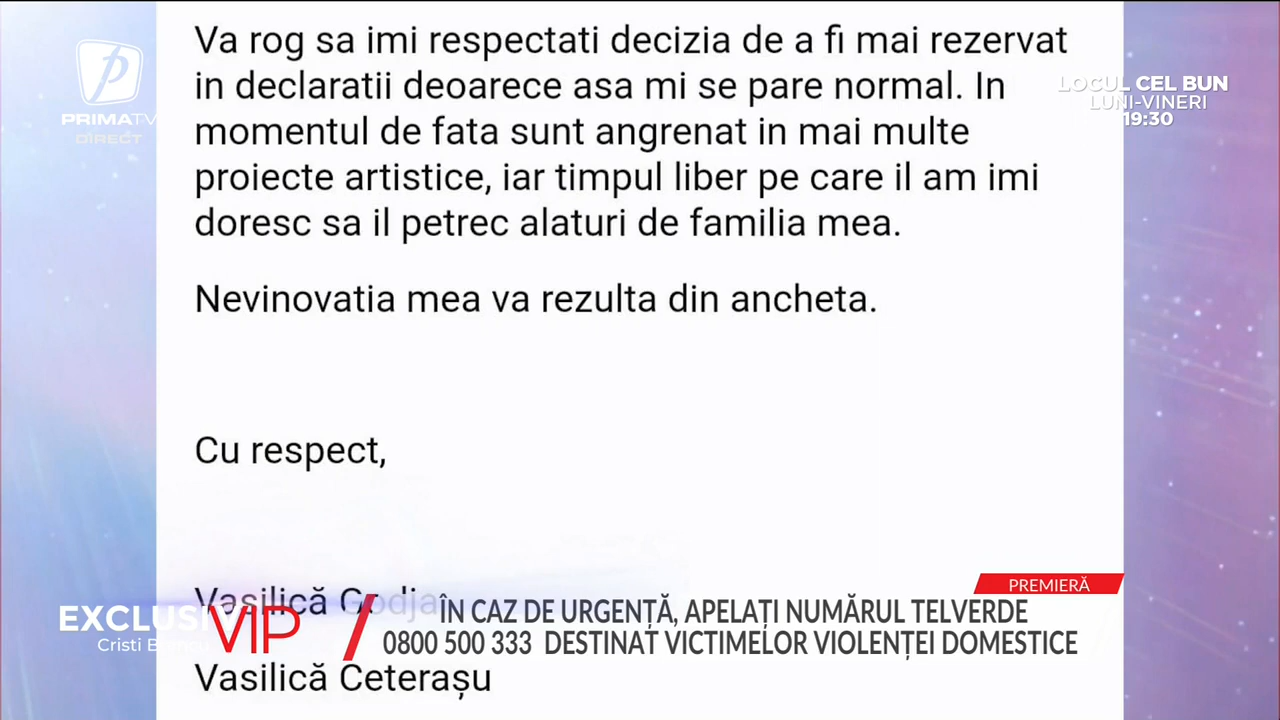 Va rog sa imi respectati decizia de a fi mai rezervat
in declaratii deoarece asa mi se pare normal. In
momentul de fata sunt angrenat in mai multe
proiecte artistice, iar timpul liber pe care il am imi
doresc sa il petrec alaturi de familia mea.
Nevinovatia mea va rezulta din ancheta.
Cu respect,
Vasilică Godja
Vasilică Ceterașu
PRIMATV
DIRECT
LOCUL CEL BUN
LUNI-VINERI
19:30
EXCLUSIV VIP
Cristi
PREMIERĂ
ÎN CAZ DE URGENȚĂ, APELAȚI NUMĂRUL TELVERDE
0800 500 333 DESTINAT VICTIMELOR VIOLENȚEI DOMESTICE